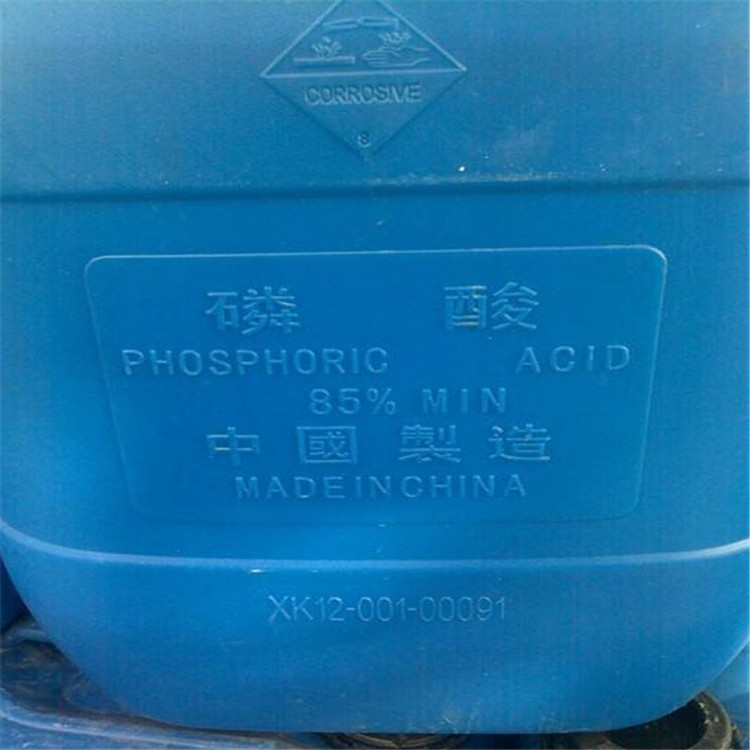 CORROSIVE
8
磷 酸
PHOSPHORIC ACID
85% MIN
中國製造
MADEINCHINA
XK12-001-00091